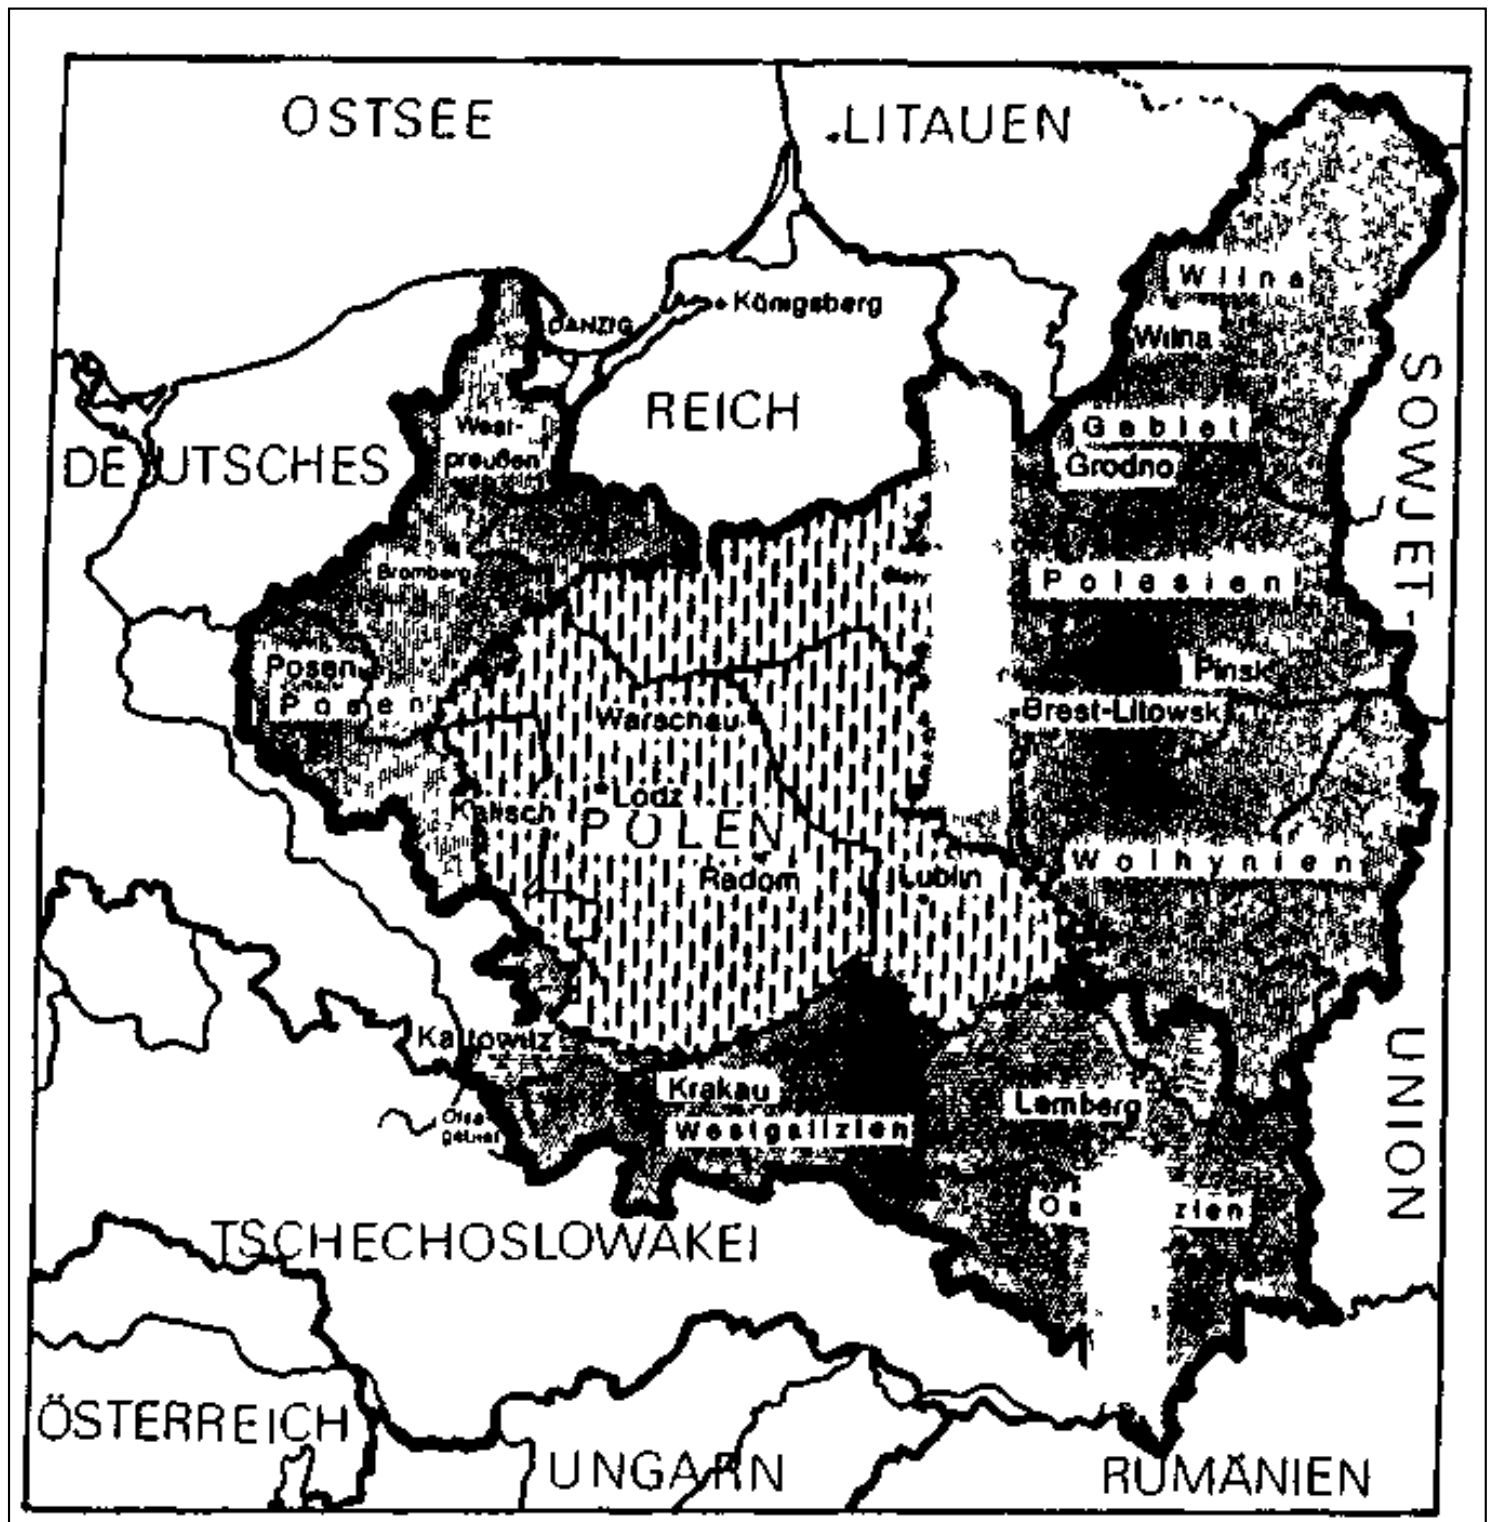 OSTSEE
LITAUEN
Wilna
DANZIG
Königsberg
Wilna
REICH
West-
preußen
Gebiet
Grodno
DEUTSCHES
SOWJET-
Bromberg
Polesien
Posen
Pinsk
Posen
Warschau
Brest-Litowsk
Lodz
Kalisch
POLEN
Wolhynien
Radom
Lublin
Kattowitz
UNION
Krakau
Lemberg
Westgalizien
TSCHECHOSLOWAKEI
ÖSTERREICH
UNGARN
RUMÄNIEN